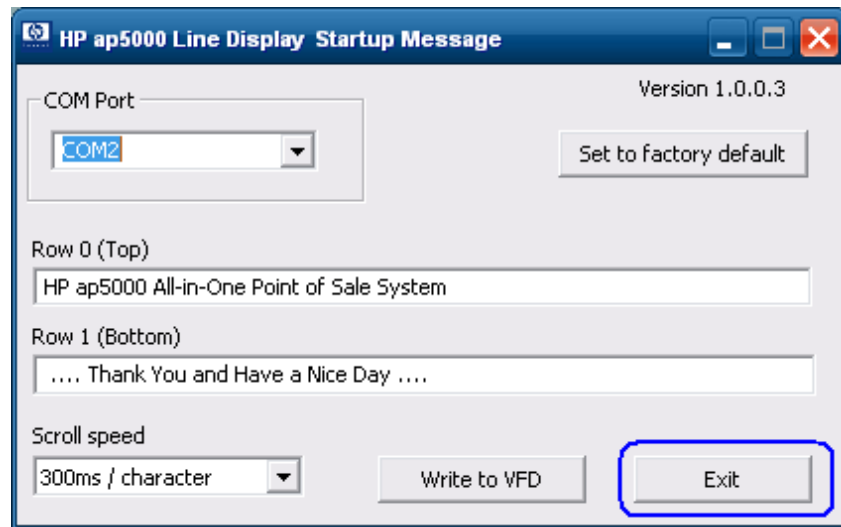 HP ap5000 Line Display  Startup Message
Version 1.0.0.3
COM Port
COM2
Set to factory default
Row 0 (Top)
HP ap5000 All-in-One Point of Sale System
Row 1 (Bottom)
.... Thank You and Have a Nice Day ....
Scroll speed
300ms / character
Write to VFD
Exit